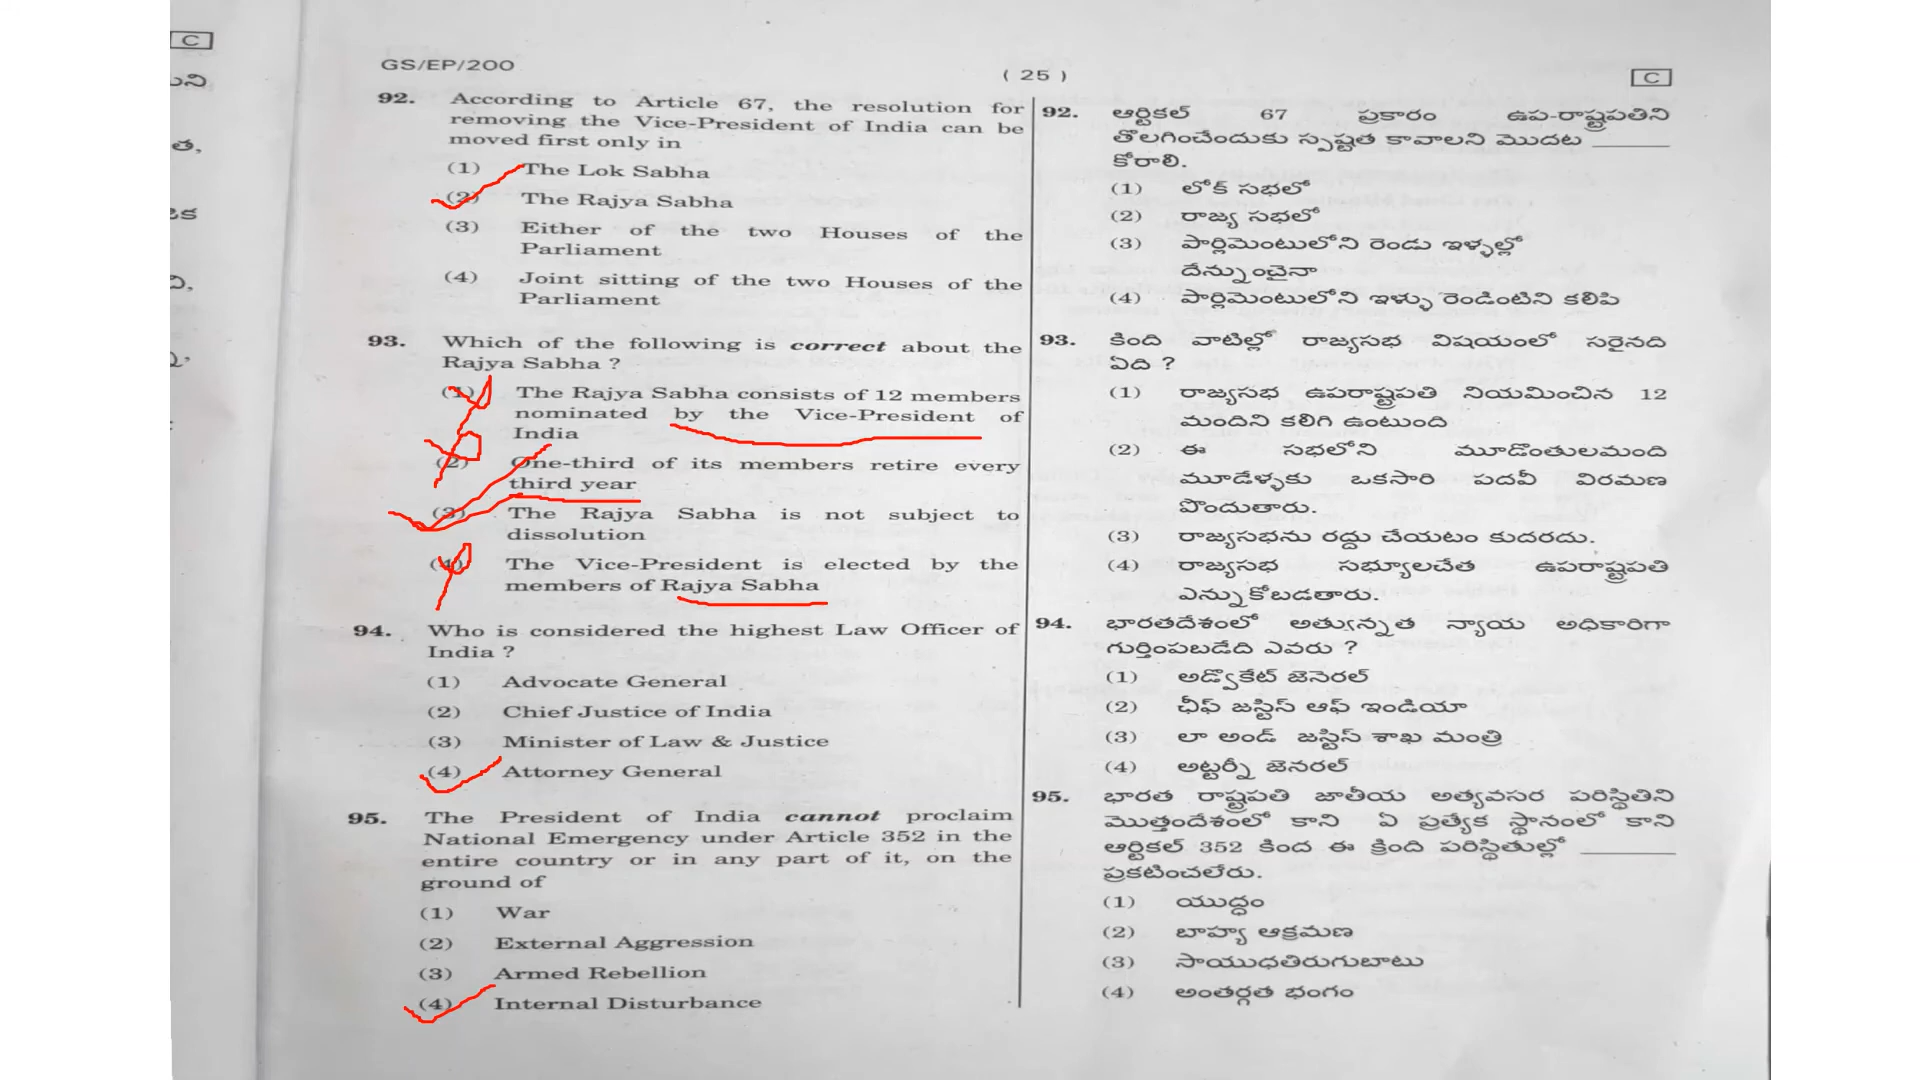 C
GS/EP/200
( 25 )
C
92. According to Article 67, the resolution for
removing the Vice-President of India can be
moved first only in
(1) The Lok Sabha
(2) The Rajya Sabha
(3) Either of the two Houses of the
Parliament
(4) Joint sitting of the two Houses of the
Parliament
93. Which of the following is correct about the
Rajya Sabha ?
(1) The Rajya Sabha consists of 12 members
nominated by the Vice-President of
India
(2) One-third of its members retire every
third year
(3) The Rajya Sabha is not subject to
dissolution
(4) The Vice-President is elected by the
members of Rajya Sabha
94. Who is considered the highest Law Officer of
India ?
(1) Advocate General
(2) Chief Justice of India
(3) Minister of Law & Justice
(4) Attorney General
95. The President of India cannot proclaim
National Emergency under Article 352 in the
entire country or in any part of it, on the
ground of
(1) War
(2) External Aggression
(3) Armed Rebellion
(4) Internal Disturbance
92. ఆర్టికల్ 67 ప్రకారం ఉప-రాష్ట్రపతిని
తొలగించేందుకు స్పష్టత కావాలని మొదట ______
కోరాలి.
(1) లోక్ సభలో
(2) రాజ్య సభలో
(3) పార్లిమెంటులోని రెండు ఇళ్ళల్లో
దేన్నుంచైనా
(4) పార్లిమెంటులోని ఇళ్ళు రెండింటిని కలిపి
93. కింది వాటిల్లో రాజ్యసభ విషయంలో సరైనది
ఏది ?
(1) రాజ్యసభ ఉపరాష్ట్రపతి నియమించిన 12
మందిని కలిగి ఉంటుంది
(2) ఈ సభలోని మూడొంతులమంది
మూడేళ్ళకు ఒకసారి పదవీ విరమణ
పొందుతారు.
(3) రాజ్యసభను రద్దు చేయటం కుదరదు.
(4) రాజ్యసభ సభ్యూలచేత ఉపరాష్ట్రపతి
ఎన్నుకోబడతారు.
94. భారతదేశంలో అత్యున్నత న్యాయ అధికారిగా
గుర్తింపబడేది ఎవరు ?
(1) అడ్వొకేట్ జెనెరల్
(2) ఛీఫ్ జస్టిస్ ఆఫ్ ఇండియా
(3) లా అండ్ జస్టిస్ శాఖ మంత్రి
(4) అట్టర్నీ జెనరల్
95. భారత రాష్ట్రపతి జాతీయ అత్యవసర పరిస్థితిని
మొత్తందేశంలో కాని ఏ ప్రత్యేక స్థానంలో కాని
ఆర్టికల్ 352 కింద ఈ క్రింది పరిస్థితుల్లో ______
ప్రకటించలేరు.
(1) యుద్ధం
(2) బాహ్య ఆక్రమణ
(3) సాయుధతిరుగుబాటు
(4) అంతర్గత భంగం